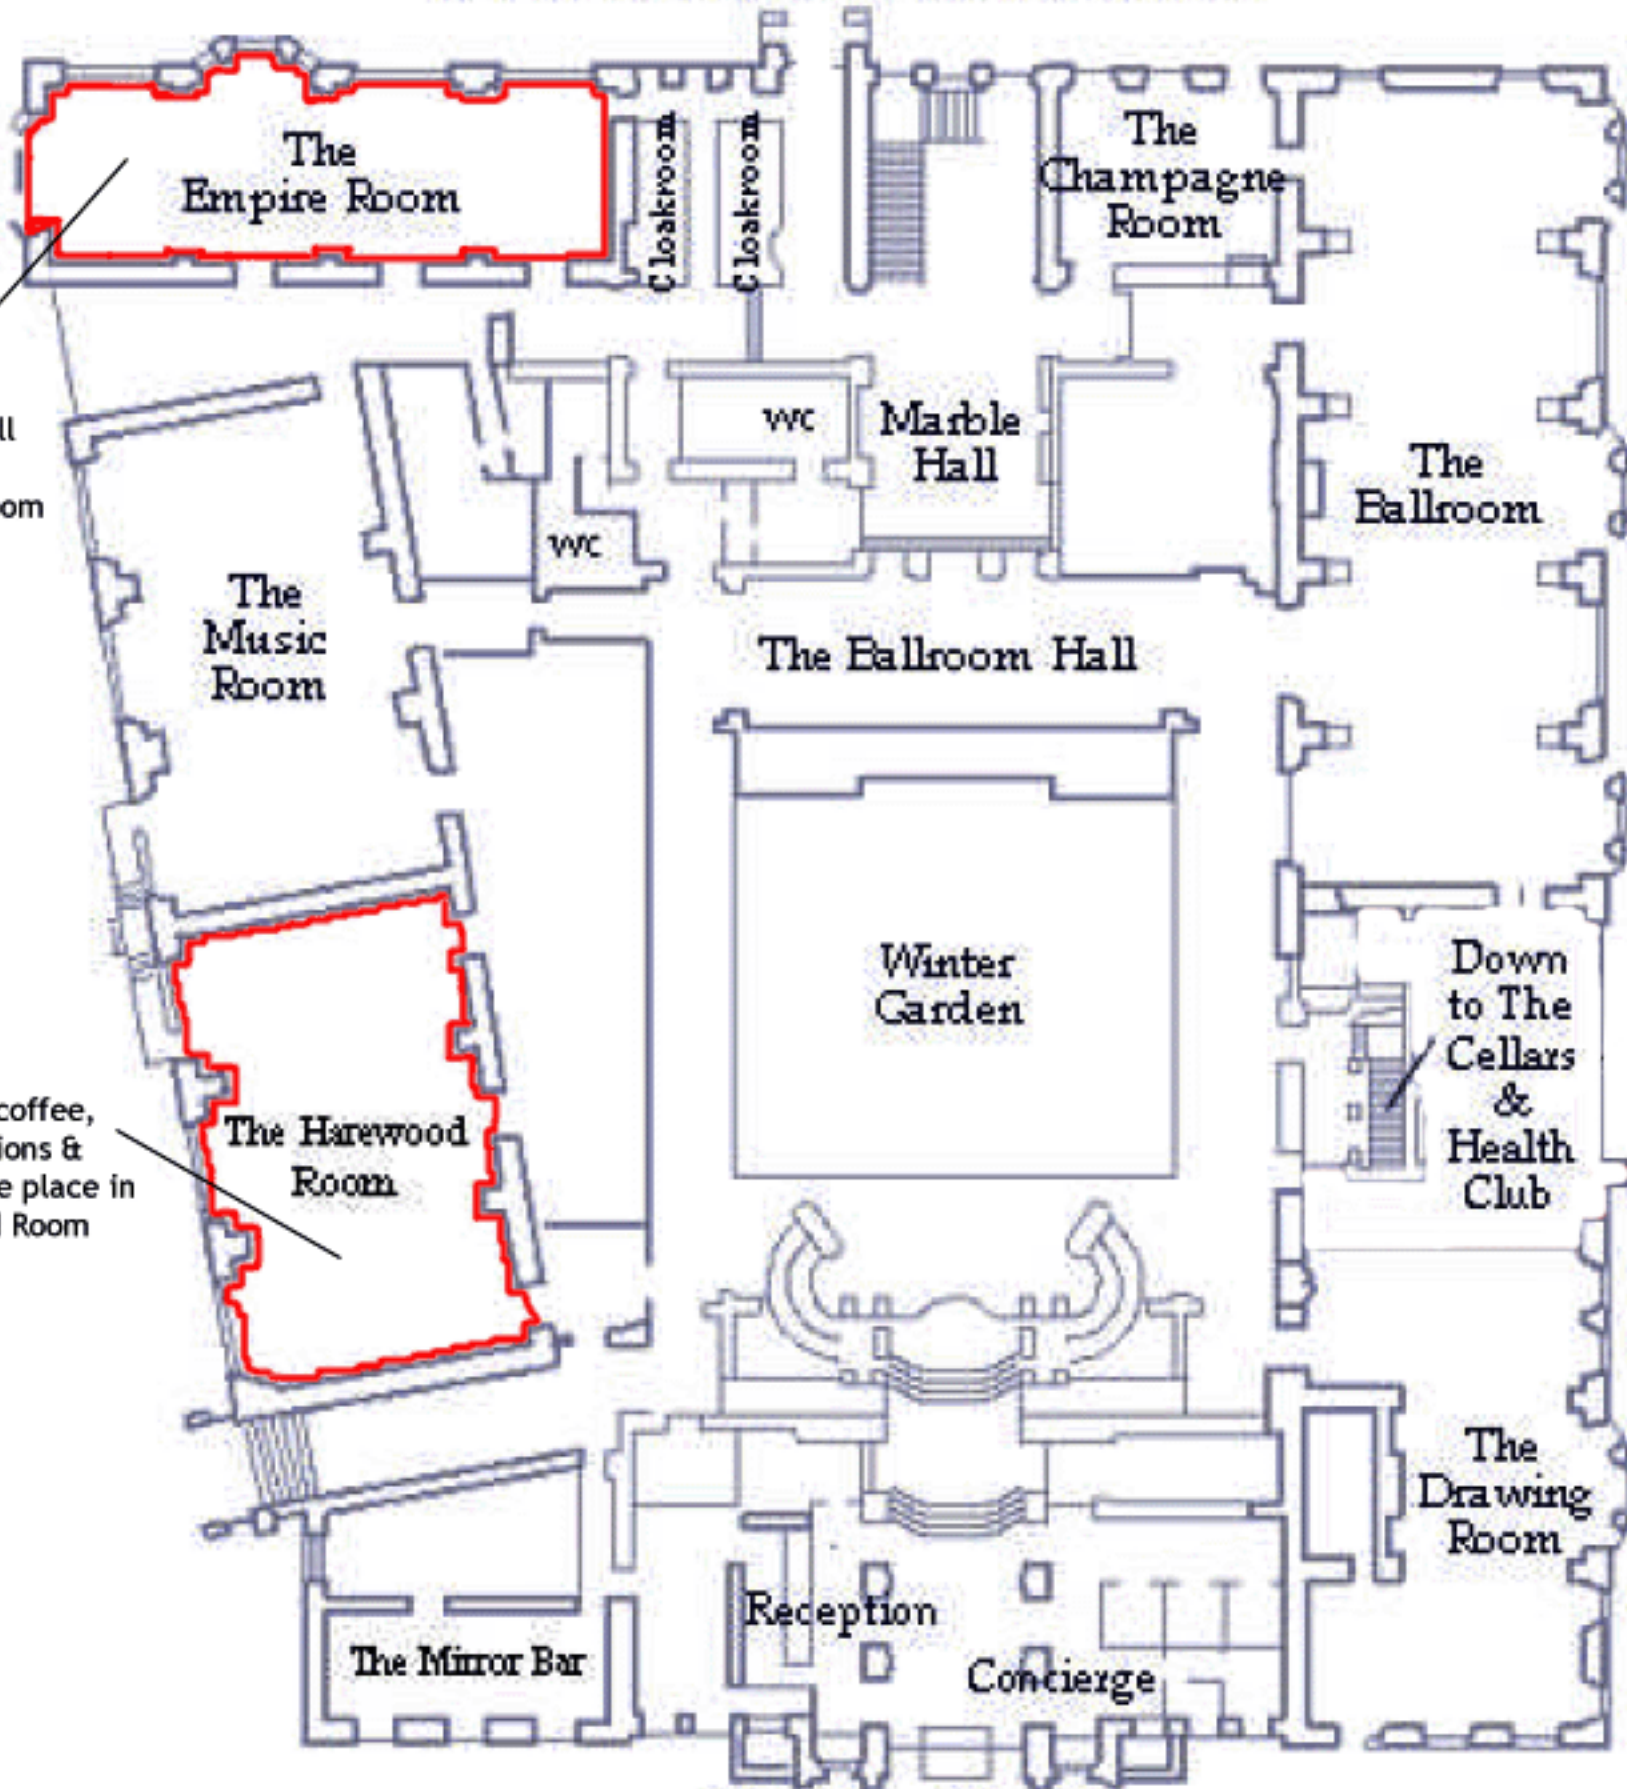 The
Empire Room
Cloakroom
Cloakroom
The
Champagne
Room
ll
om
WC
Marble
Hall
The
Ballroom
WC
The
Music
Room
The Ballroom Hall
Winter
Garden
Down
to The
Cellars
&
Health
Club
coffee,
ions &
e place in
Room
The Harewood
Room
The
Drawing
Room
Reception
The Mirror Bar
Concierge